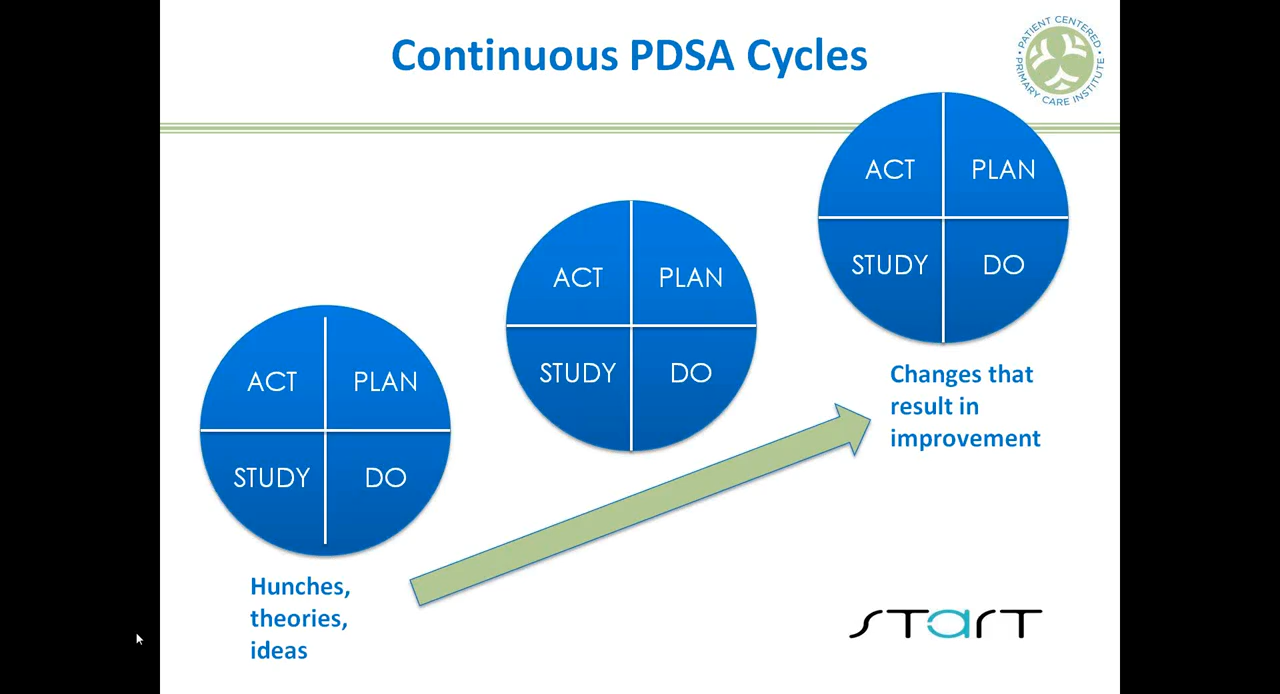 Continuous PDSA Cycles
PATIENT CENTERED
PRIMARY CARE INSTITUTE
ACT PLAN
STUDY DO
ACT PLAN
STUDY DO
ACT PLAN
STUDY DO
Hunches,
theories,
ideas
Changes that
result in
improvement
START